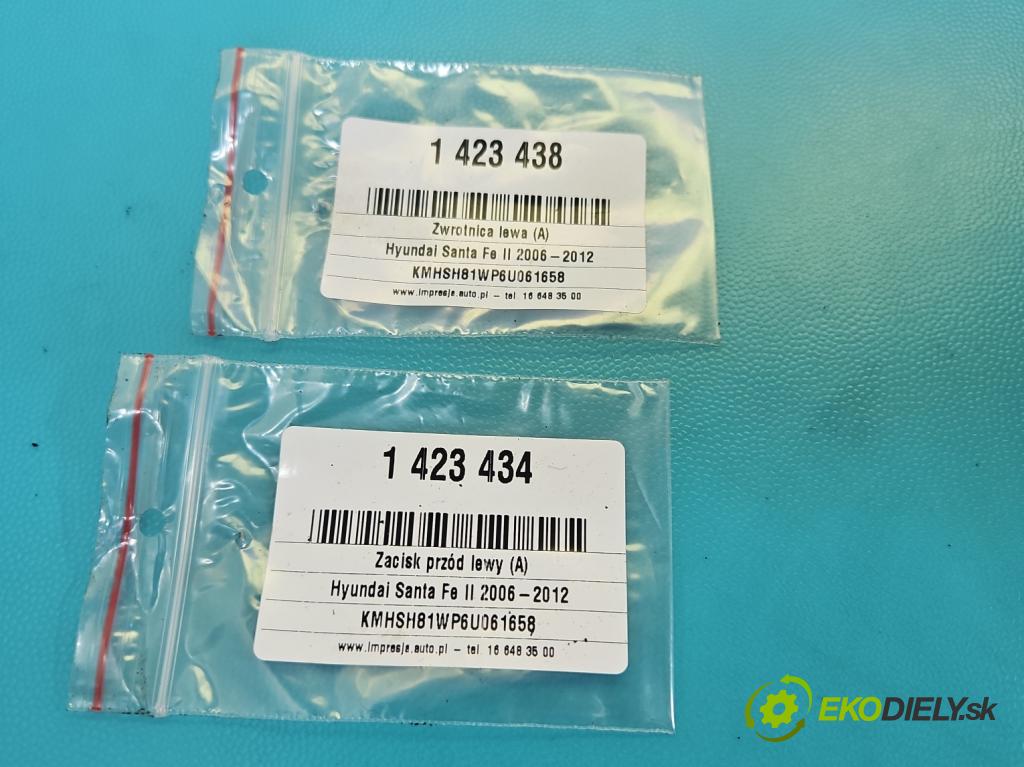 1 423 438
Zwrotnica lewa (A)
Hyundai Santa Fe II 2006–2012
KMHSH81WP6U061658
www.impresja.auto.pl – tel. 16 648 35 00
1 423 434
Zacisk przód lewy (A)
Hyundai Santa Fe II 2006–2012
KMHSH81WP6U061658
www.impresja.auto.pl – tel. 16 648 35 00
EKODIELY.sk